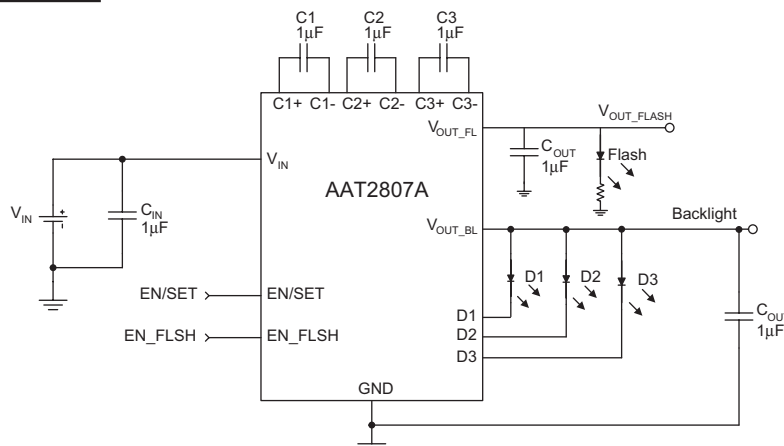 C1
1µF
C2
1µF
C3
1µF
C1+ C1- C2+ C2- C3+ C3-
V_OUT_FL
V_OUT_FLASH
C_OUT
1µF
Flash
V_IN
AAT2807A
V_IN
C_IN
1µF
V_OUT_BL
Backlight
EN/SET
EN/SET
D1
D2
D3
D1
C_OUT
1µF
EN_FLSH
EN_FLSH
D2
D3
GND